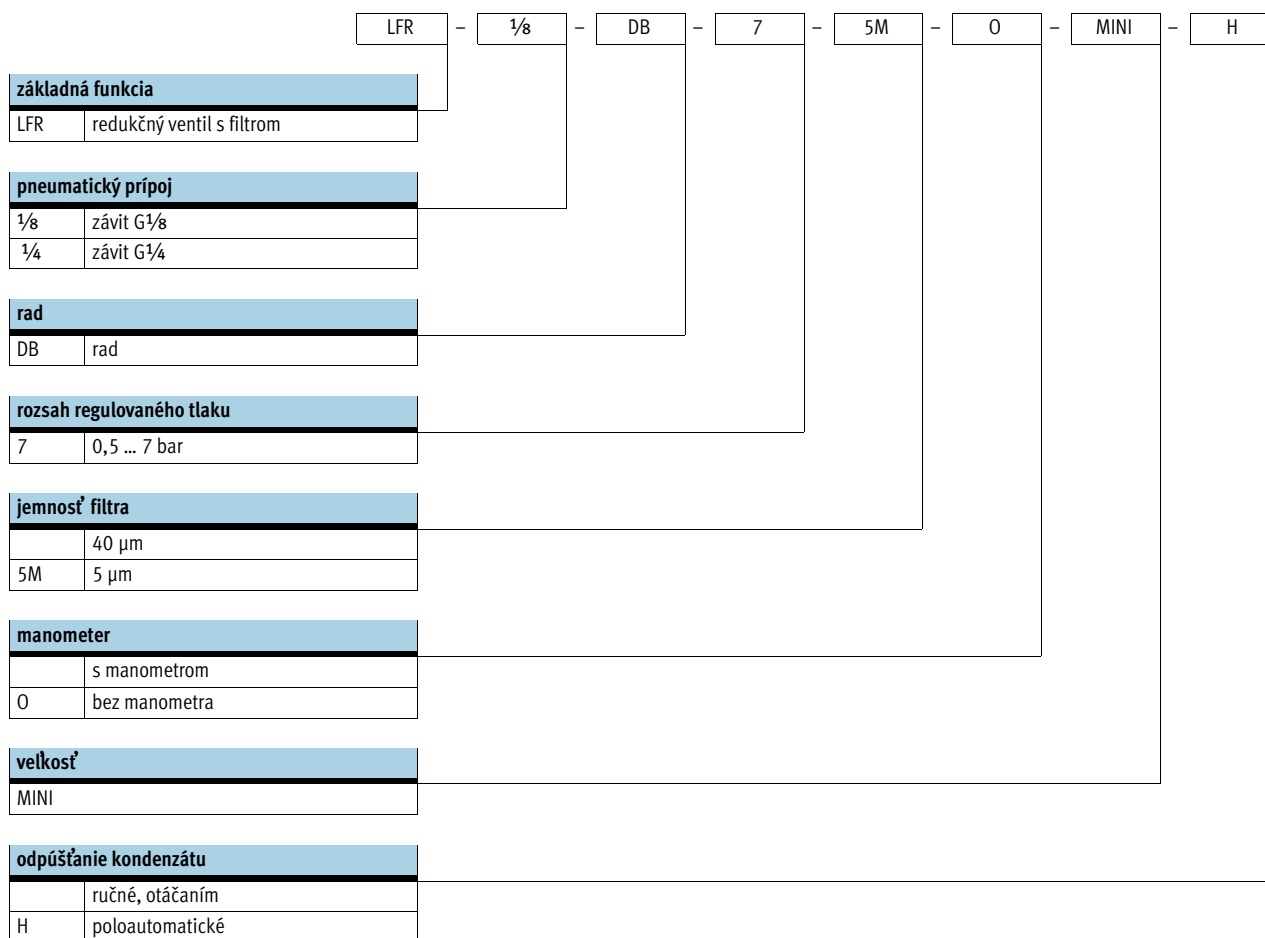 LFR – ⅛ – DB – 7 – 5M – O – MINI – H
základná funkcia
LFR redukčný ventil s filtrom
pneumatický prípoj
⅛ závit G⅛
¼ závit G¼
rad
DB rad
rozsah regulovaného tlaku
7 0,5 … 7 bar
jemnosť filtra
40 µm
5M 5 µm
manometer
s manometrom
O bez manometra
veľkosť
MINI
odpúšťanie kondenzátu
ručné, otáčaním
H poloautomatické